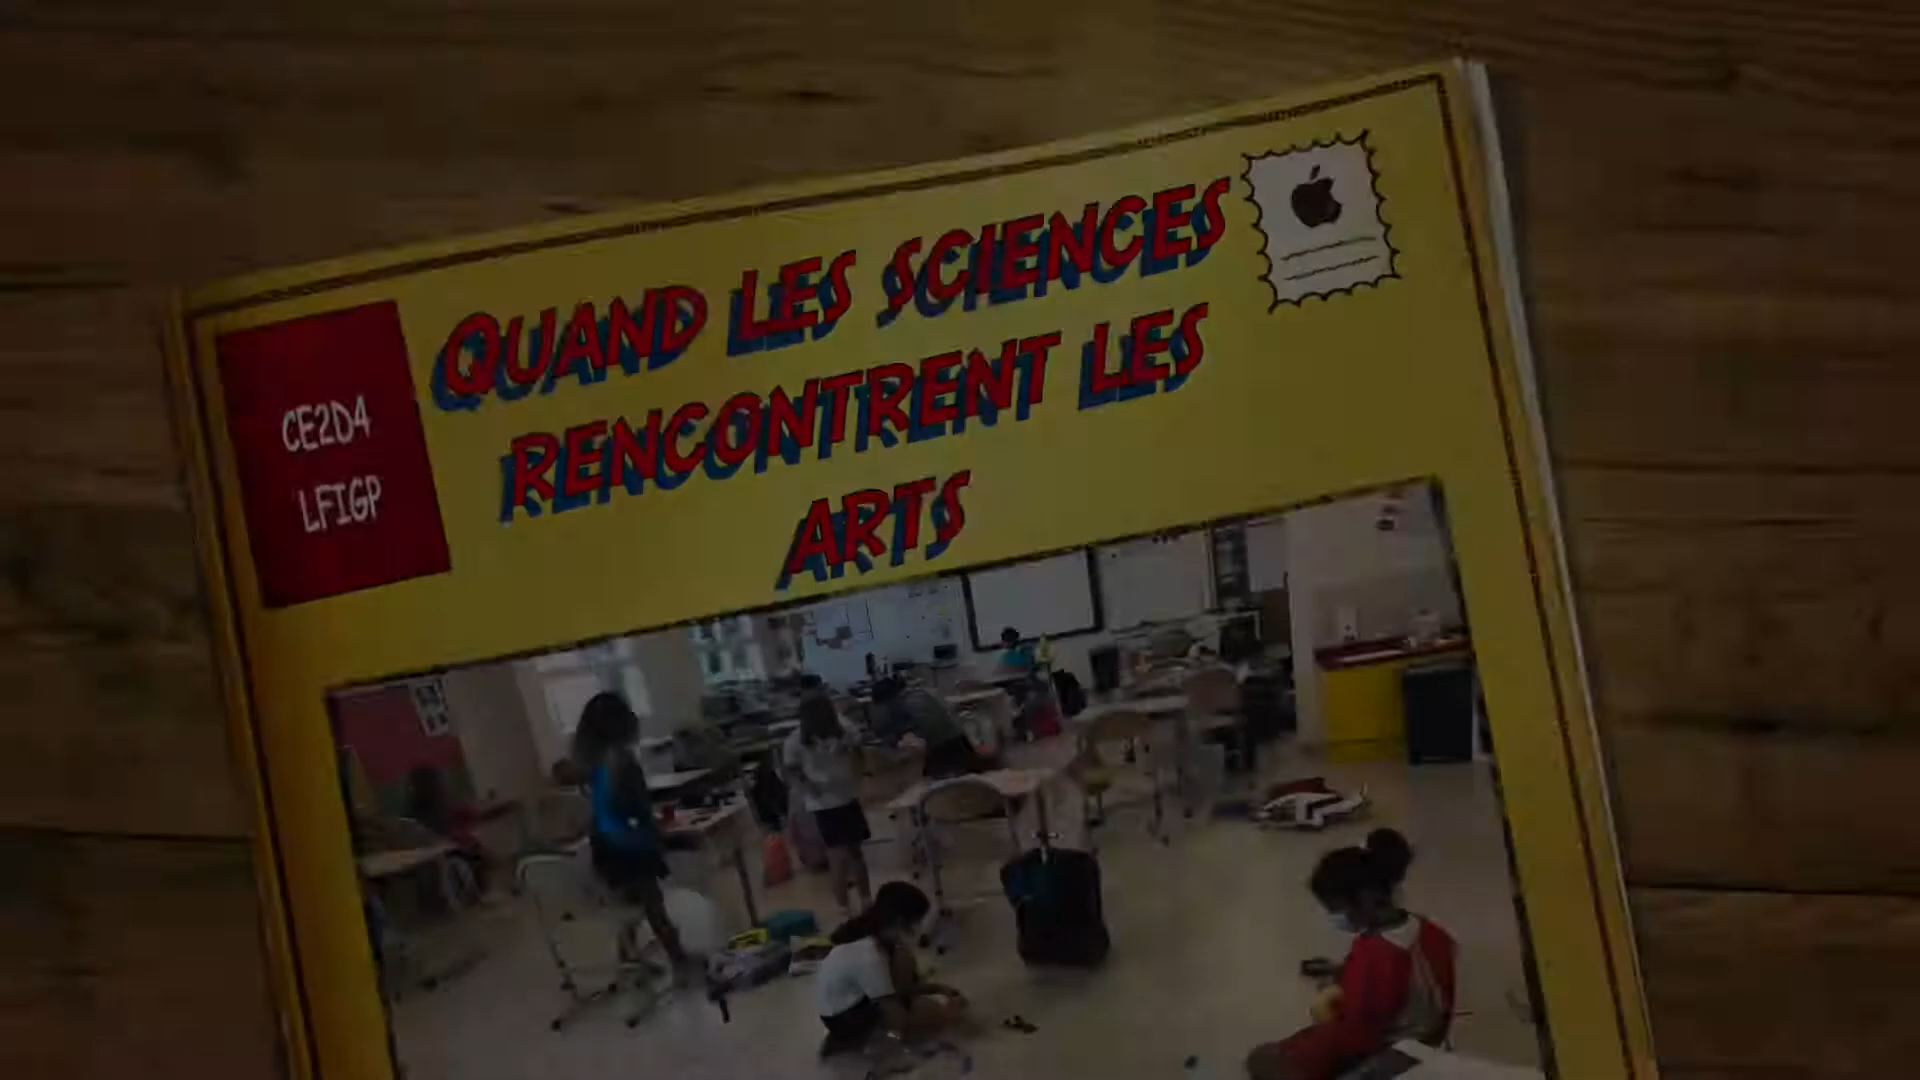 QUAND LES SCIENCES
RENCONTRENT LES
ARTS
CE2D4
LFIGP